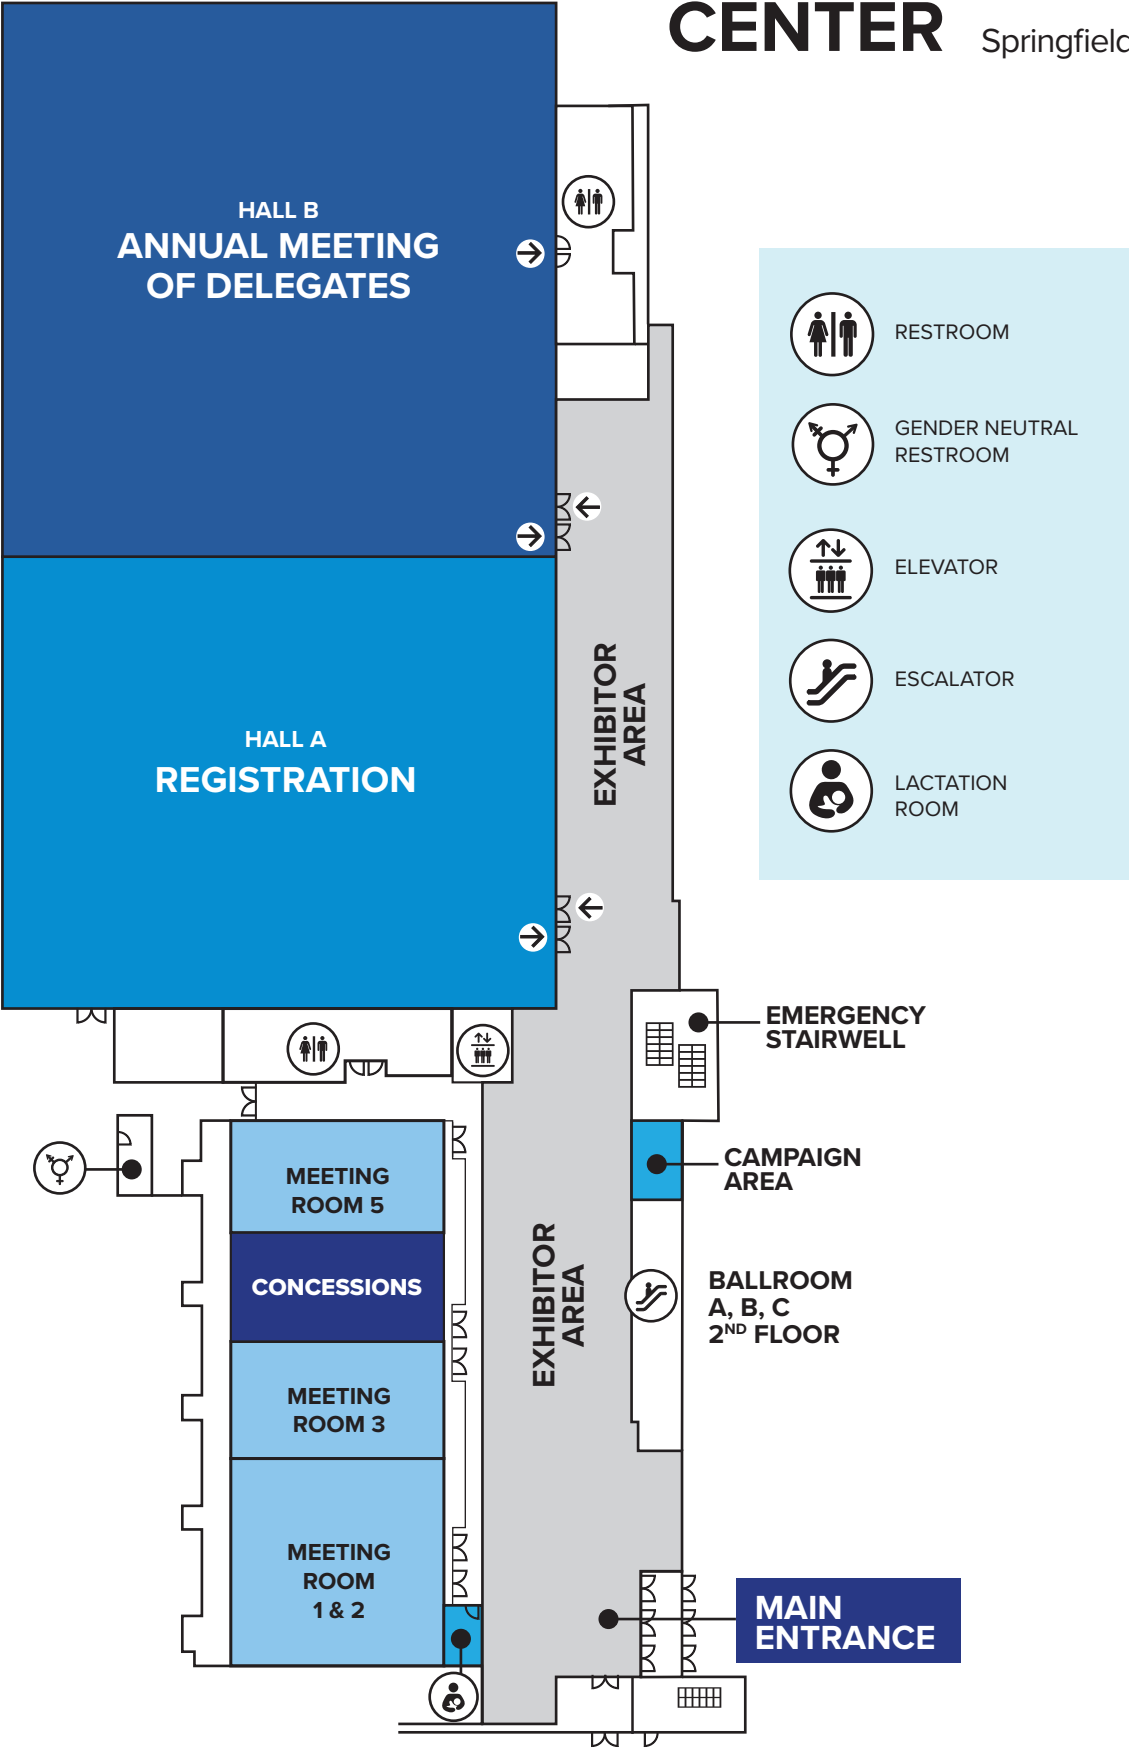 CENTER Springfield
HALL B
ANNUAL MEETING
OF DELEGATES
RESTROOM
GENDER NEUTRAL
RESTROOM
ELEVATOR
ESCALATOR
LACTATION
ROOM
HALL A
REGISTRATION
EXHIBITOR
AREA
EMERGENCY
STAIRWELL
CAMPAIGN
AREA
MEETING
ROOM 5
CONCESSIONS
MEETING
ROOM 3
MEETING
ROOM
1 & 2
EXHIBITOR
AREA
BALLROOM
A, B, C
2ND FLOOR
MAIN
ENTRANCE